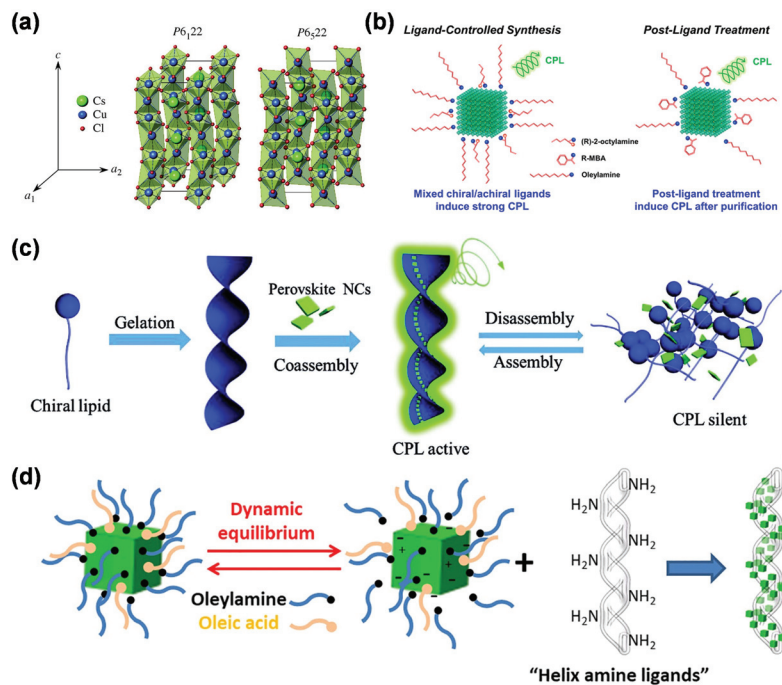 (a)
P6₁22
P6₅22
c
Cs
Cu
Cl
a₁
a₂
(b)
Ligand-Controlled Synthesis
Post-Ligand Treatment
CPL
CPL
(R)-2-octylamine
R-MBA
Oleylamine
Mixed chiral/achiral ligands
induce strong CPL
Post-ligand treatment
induce CPL after purification
(c)
Chiral lipid
Gelation
Perovskite NCs
Coassembly
CPL active
Disassembly
Assembly
CPL silent
(d)
Dynamic
equilibrium
Oleylamine
Oleic acid
+
-
+
-
-
-
+
-
-
+
NH₂
H₂N
NH₂
H₂N
NH₂
H₂N
NH₂
"Helix amine ligands"